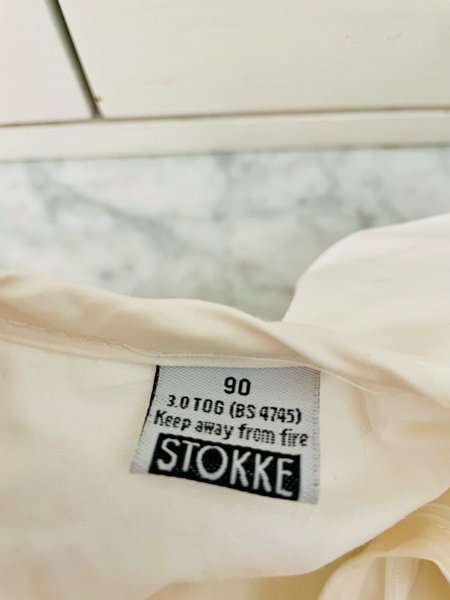 90
3.0 TOG (BS 4745)
Keep away from fire
STOKKE